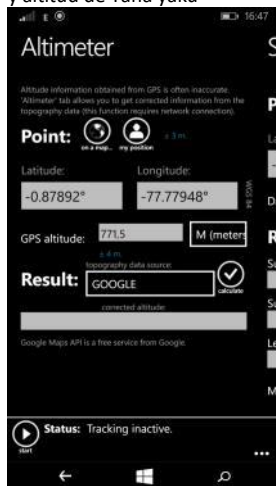 y altitud de Yana yaku
E 16:47
Altimeter S
Altitude information obtained from GPS is often inaccurate.
'Altimeter' tab allows you to get corrected information from the
topography data (this function requires network connection).
Point: on a map... my position ± 3 m P
Latitude: Longitude: La
-0.87892° -77.77948° WGS 84 -
GPS altitude: 771.5 M (meters R
± 4 m
topography data source:
Result: GOOGLE calculate
corrected altitude:
Google Maps API is a free service from Google.
Status: Tracking inactive.
start
...